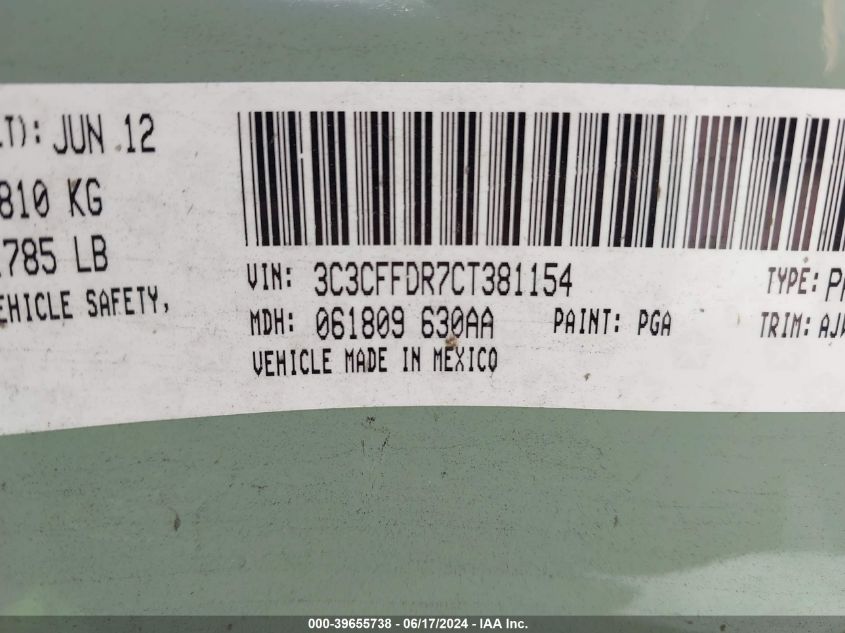 LT): JUN 12
810 KG
785 LB
EHICLE SAFETY,
VIN: 3C3CFFDR7CT381154
TYPE:
MDH: 061809 630AA
PAINT: PGA
TRIM:
VEHICLE MADE IN MEXICO
000-39655738 - 06/17/2024 - IAA Inc.